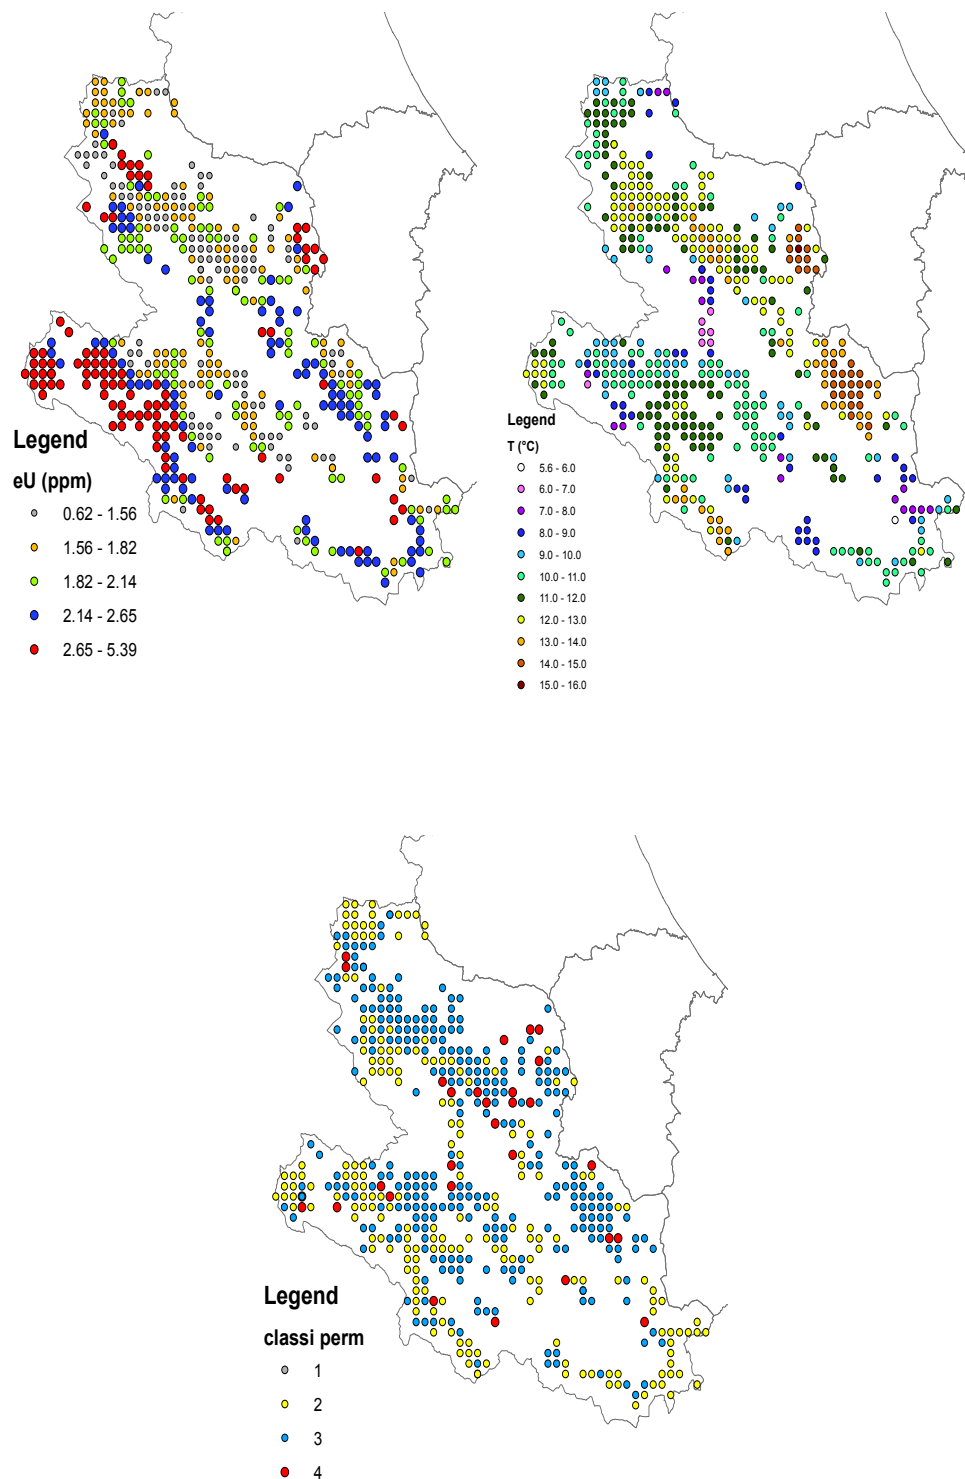 Legend
eU (ppm)
0.62 - 1.56
1.56 - 1.82
1.82 - 2.14
2.14 - 2.65
2.65 - 5.39
Legend
T (°C)
5.6 - 6.0
6.0 - 7.0
7.0 - 8.0
8.0 - 9.0
9.0 - 10.0
10.0 - 11.0
11.0 - 12.0
12.0 - 13.0
13.0 - 14.0
14.0 - 15.0
15.0 - 16.0
Legend
classi perm
1
2
3
4